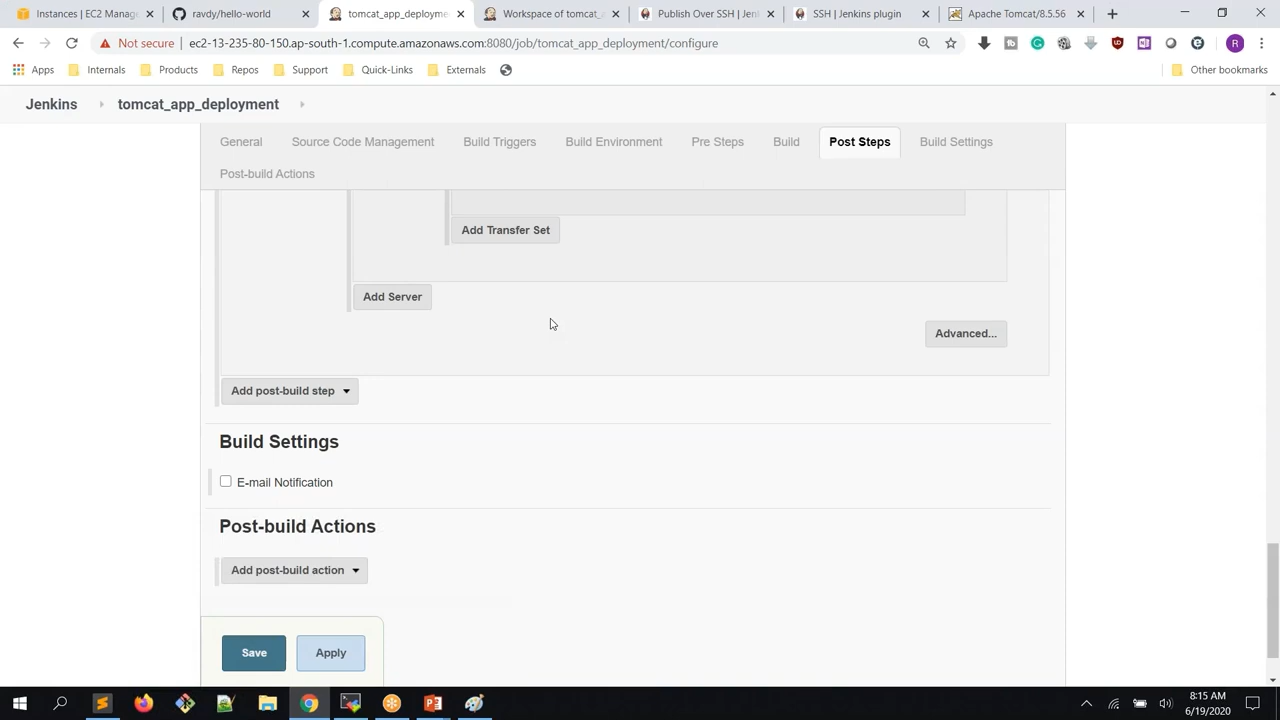 Instances | EC2 Manage
ravdy/hello-world
tomcat_app_deployme
Workspace of tomcat_
Publish Over SSH | Jenk
SSH | Jenkins plugin
Apache Tomcat/8.5.56
Not secure
ec2-13-235-80-150.ap-south-1.compute.amazonaws.com:8080/job/tomcat_app_deployment/configure
R
Apps
Internals
Products
Repos
Support
Quick-Links
Externals
Other bookmarks
Jenkins
tomcat_app_deployment
General
Source Code Management
Build Triggers
Build Environment
Pre Steps
Build
Post Steps
Build Settings
Post-build Actions
Add Transfer Set
Add Server
Advanced...
Add post-build step
Build Settings
E-mail Notification
Post-build Actions
Add post-build action
Save
Apply
8:15 AM
6/19/2020